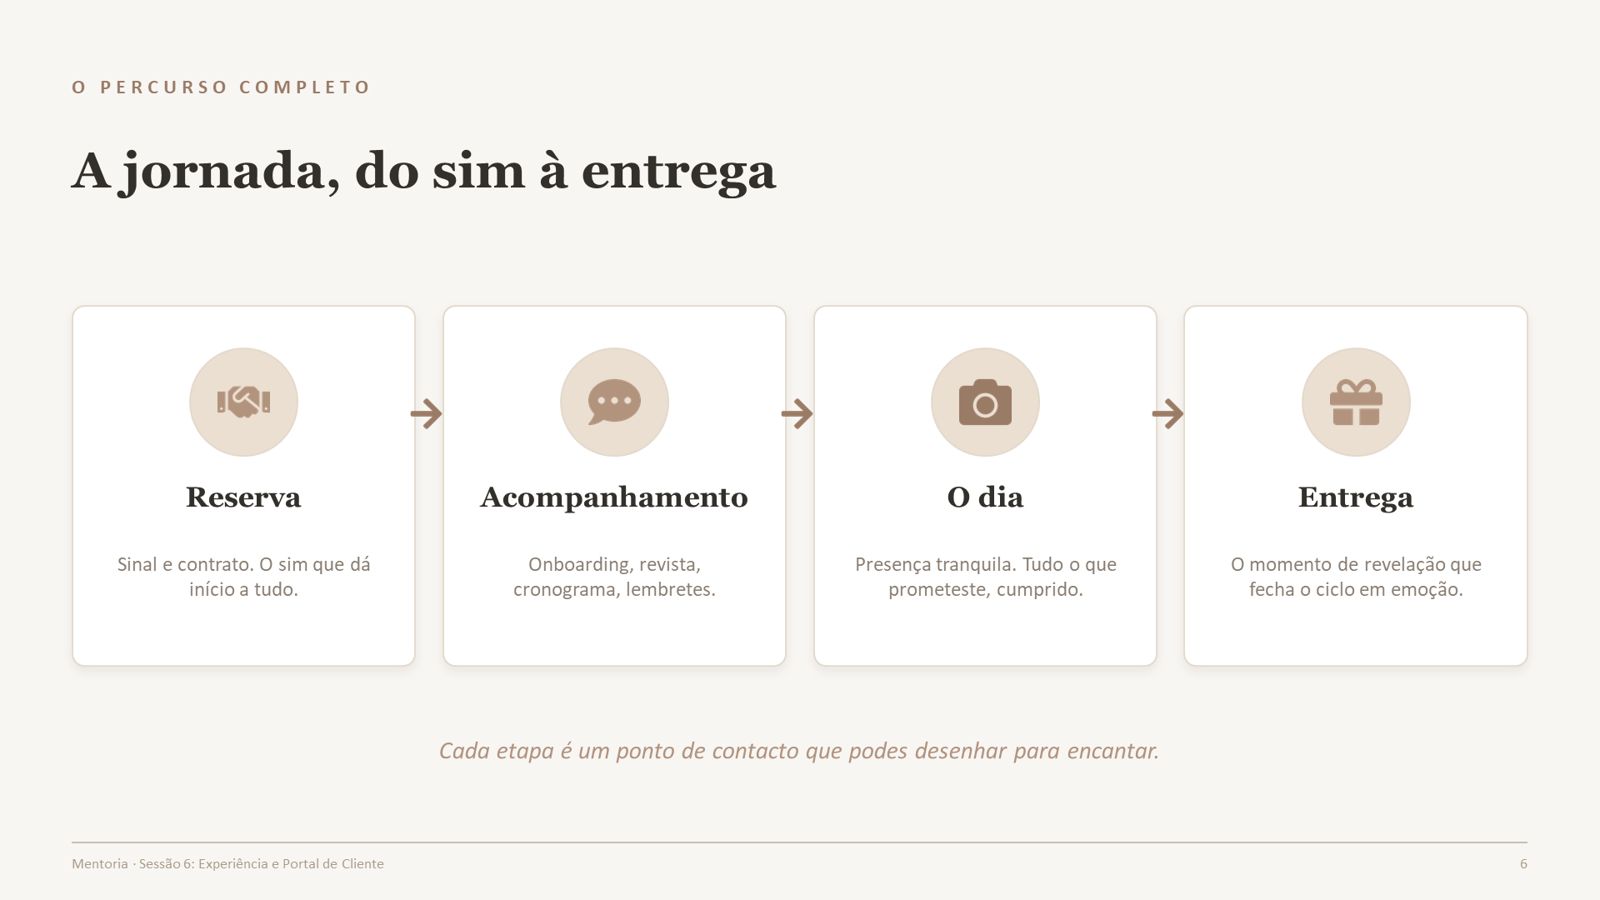 O PERCURSO COMPLETO
A jornada, do sim à entrega
Reserva
Sinal e contrato. O sim que dá
início a tudo.
Acompanhamento
Onboarding, revista,
cronograma, lembretes.
O dia
Presença tranquila. Tudo o que
prometeste, cumprido.
Entrega
O momento de revelação que
fecha o ciclo em emoção.
Cada etapa é um ponto de contacto que podes desenhar para encantar.
Mentoria · Sessão 6: Experiência e Portal de Cliente
6